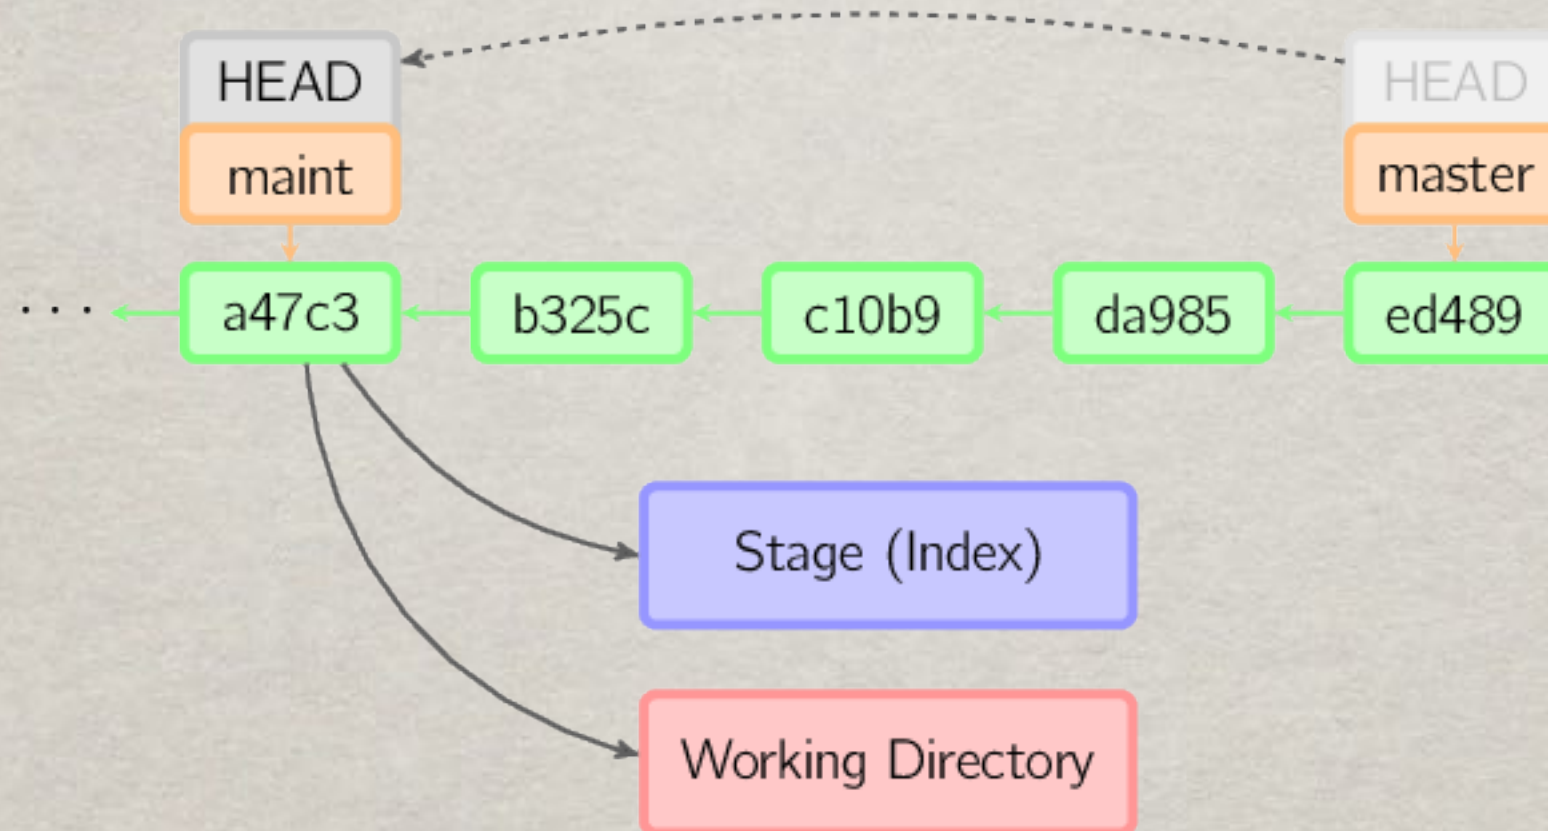 HEAD
HEAD
maint
master
...
a47c3
b325c
c10b9
da985
ed489
Stage (Index)
Working Directory